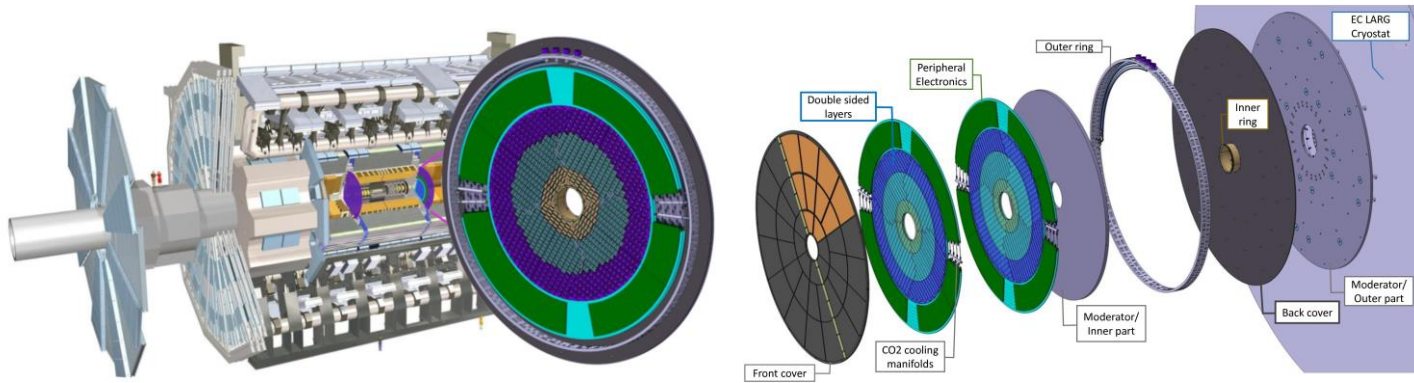 EC LARG
Cryostat
Outer ring
Peripheral
Electronics
Double sided
layers
Inner
ring
Moderator/
Outer part
Back cover
Moderator/
Inner part
CO2 cooling
manifolds
Front cover